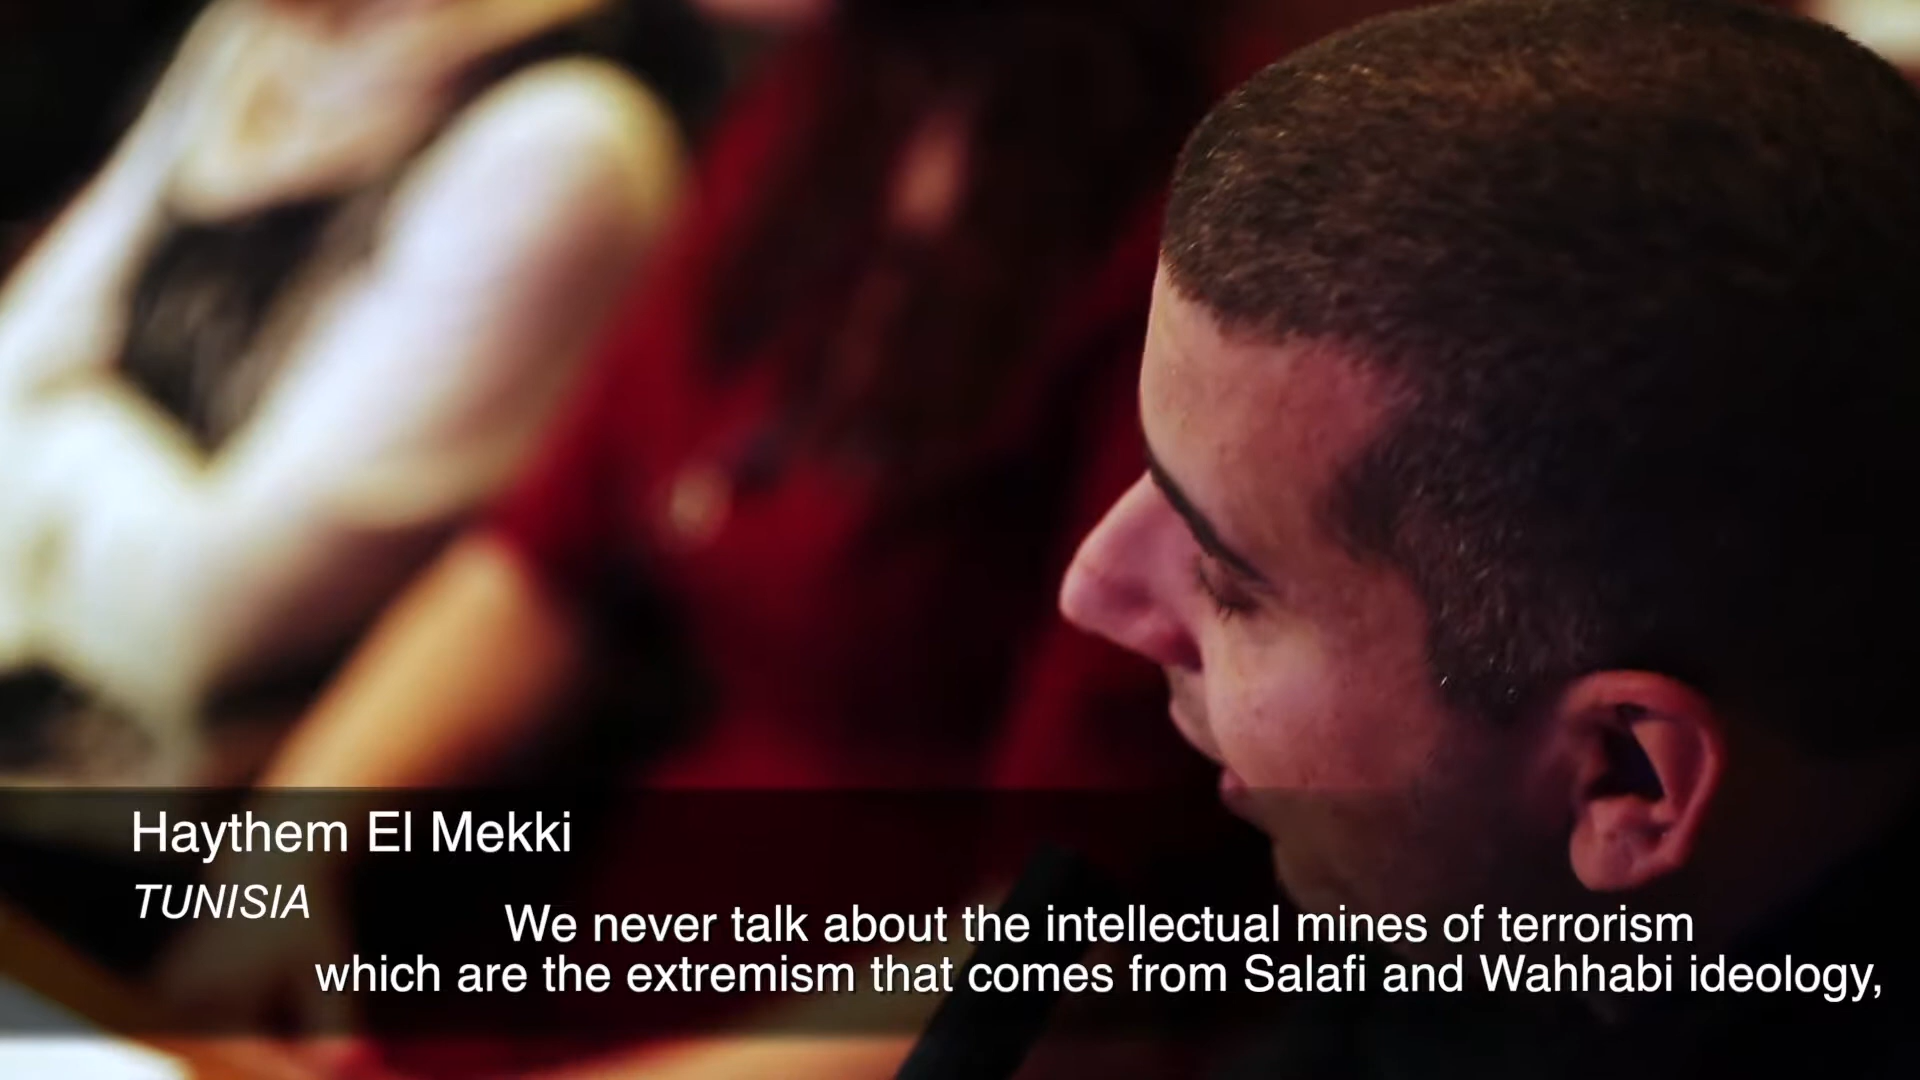 Haythem El Mekki
TUNISIA
We never talk about the intellectual mines of terrorism
which are the extremism that comes from Salafi and Wahhabi ideology,